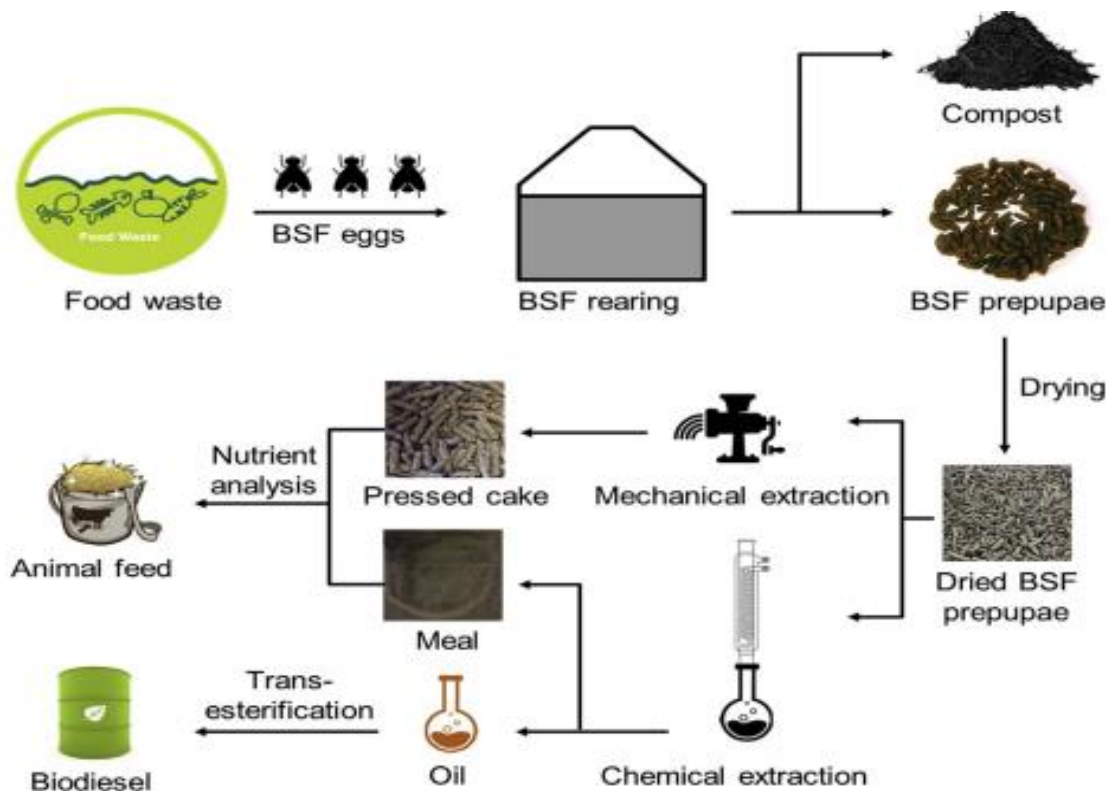 Compost
Food Waste
BSF eggs
Food waste
BSF rearing
BSF prepupae
Drying
Nutrient
analysis
Pressed cake
Mechanical extraction
Animal feed
Dried BSF
prepupae
Meal
Trans-
esterification
Biodiesel
Oil
Chemical extraction